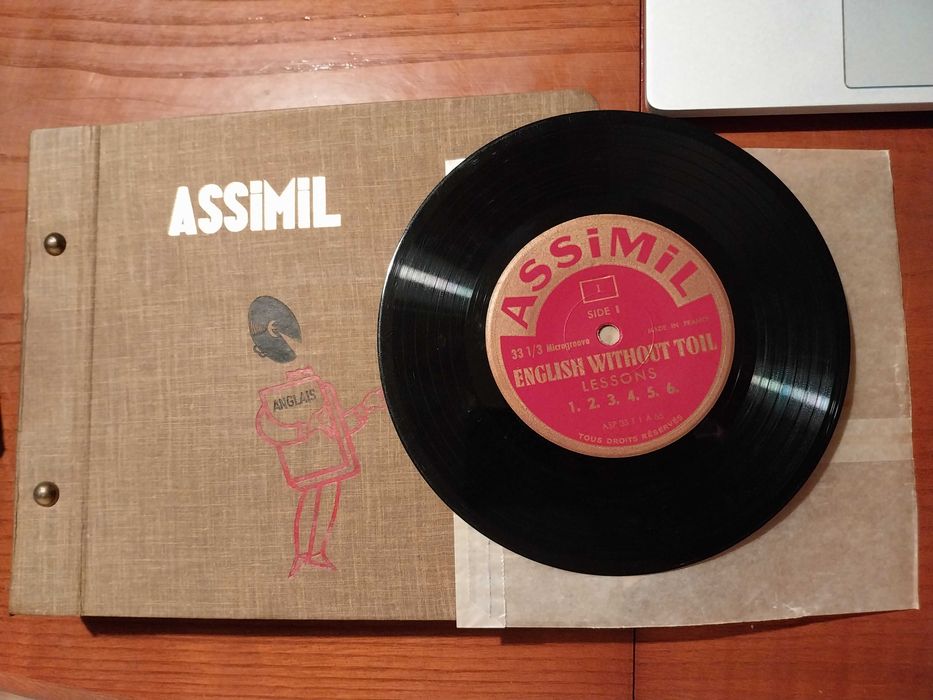 ASSiMiL
ANGLAIS
ASSiMiL
1
SIDE 1
33 1/3 Microgroove
MADE IN FRANCE
ENGLISH WITHOUT TOIL
LESSONS
1. 2. 3. 4. 5. 6.
TOUS DROITS RÉSERVÉS